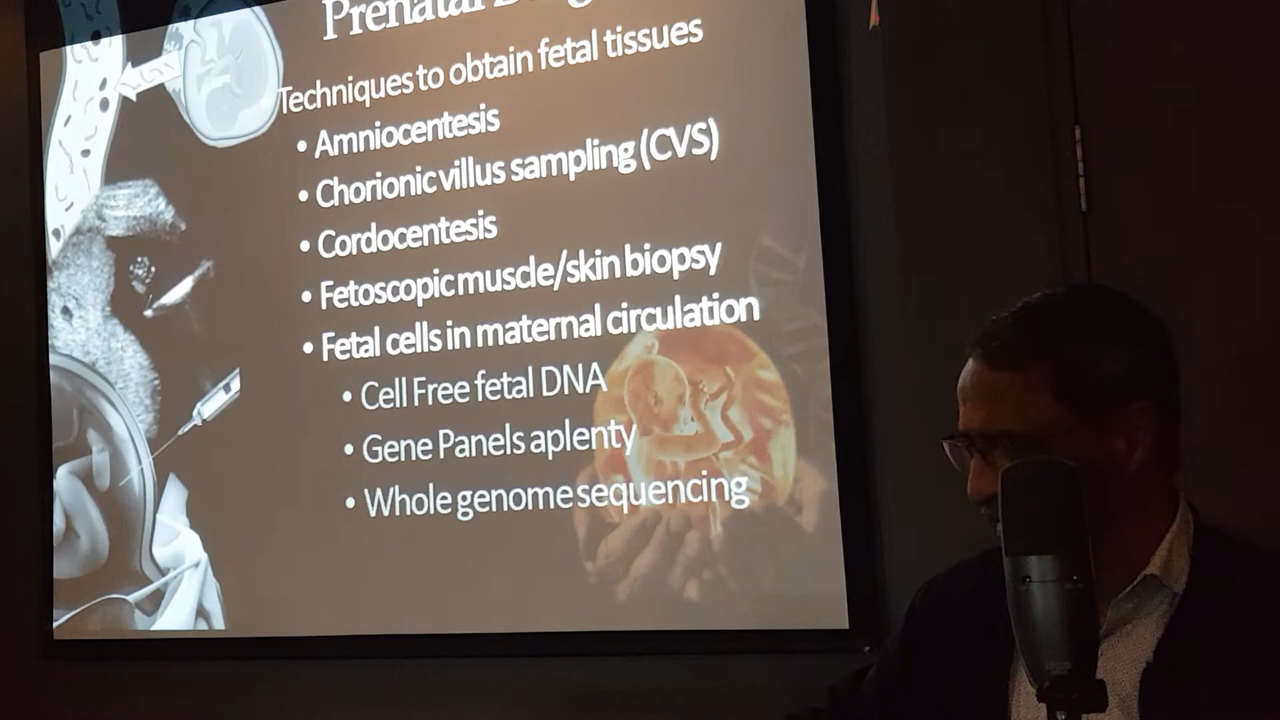 Prenatal
Techniques to obtain fetal tissues
• Amniocentesis
• Chorionic villus sampling (CVS)
• Cordocentesis
• Fetoscopic muscle/skin biopsy
• Fetal cells in maternal circulation
• Cell Free fetal DNA
• Gene Panels aplenty
• Whole genome sequencing